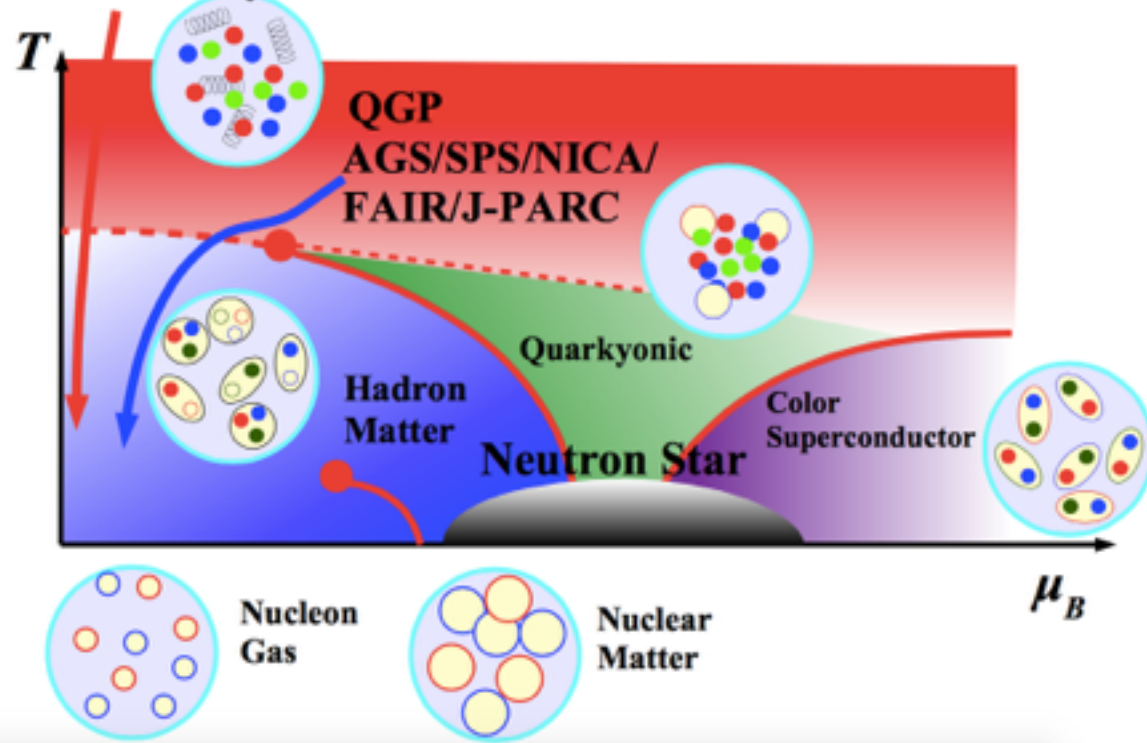 T
QGP
AGS/SPS/NICA/
FAIR/J-PARC
Quarkyonic
Hadron
Matter
Color
Superconductor
Neutron Star
μB
Nucleon
Gas
Nuclear
Matter